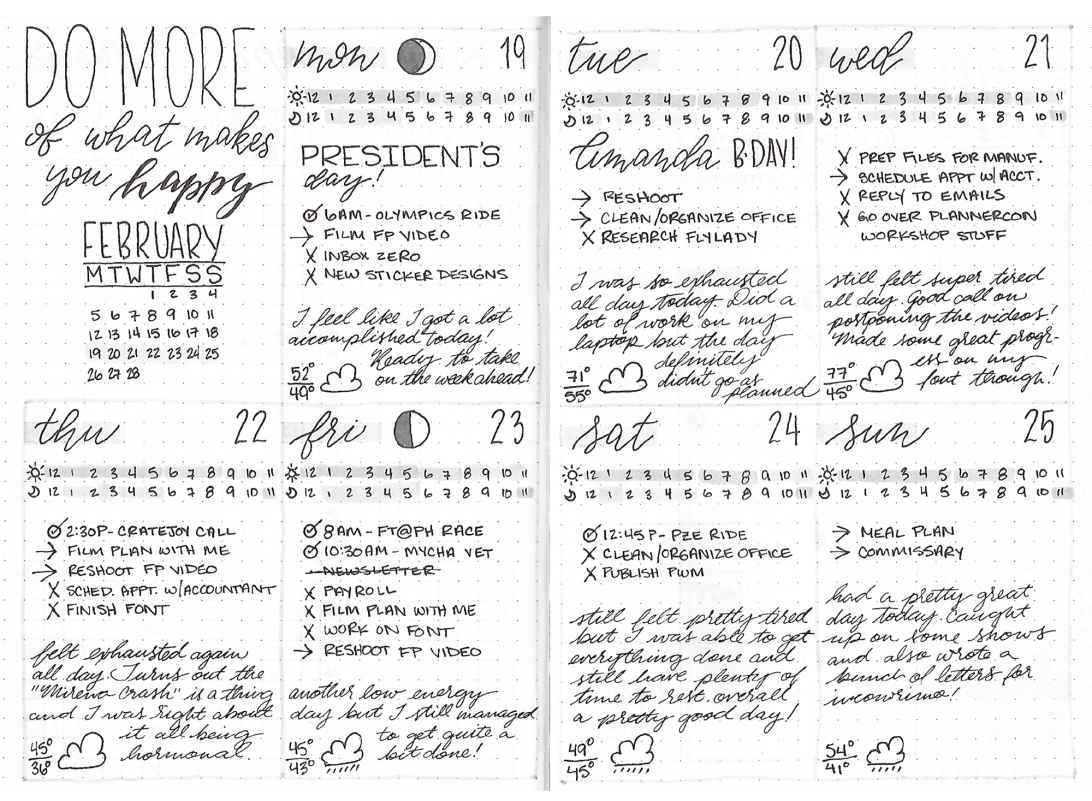 DO MORE
of what makes
you happy
FEBRUARY
M T W T F S S
1 2 3 4
5 6 7 8 9 10 11
12 13 14 15 16 17 18
19 20 21 22 23 24 25
26 27 28
mon 19
12 1 2 3 4 5 6 7 8 9 10 11
12 1 2 3 4 5 6 7 8 9 10 11
PRESIDENT'S
day!
6AM - OLYMPICS RIDE
→ FILM FP VIDEO
X INBOX ZERO
X NEW STICKER DESIGNS
I feel like I got a lot
accomplished today!
Ready to take
on the week ahead!
52°
49°
tue 20
12 1 2 3 4 5 6 7 8 9 10 11
12 1 2 3 4 5 6 7 8 9 10 11
Amanda B-DAY!
→ RESHOOT
→ CLEAN/ORGANIZE OFFICE
X RESEARCH FLYLADY
I was so exhausted
all day today. Did a
lot of work on my
laptop but the day
definitely
didn't go as
planned
71°
55°
wed 21
12 1 2 3 4 5 6 7 8 9 10 11
12 1 2 3 4 5 6 7 8 9 10 11
X PREP FILES FOR MANUF.
→ SCHEDULE APPT W/ ACCT.
X REPLY TO EMAILS
X GO OVER PLANNERCON
WORKSHOP STUFF
still felt super tired
all day. Good call on
postponing the videos!
Made some great progr-
ess on my
font though!
77°
45°
thu 22
12 1 2 3 4 5 6 7 8 9 10 11
12 1 2 3 4 5 6 7 8 9 10 11
2:30P - CRATEJOY CALL
→ FILM PLAN WITH ME
→ RESHOOT FP VIDEO
X SCHED. APPT. W/ACCOUNTANT
X FINISH FONT
felt exhausted again
all day. Turns out the
"Mirena Crash" is a thing
and I was right about
it all being
hormonal.
45°
36°
fri 23
12 1 2 3 4 5 6 7 8 9 10 11
12 1 2 3 4 5 6 7 8 9 10 11
8AM - FT@PH RACE
10:30AM - MYCHA VET
NEWSLETTER
X PAYROLL
X FILM PLAN WITH ME
X WORK ON FONT
→ RESHOOT FP VIDEO
another low energy
day but I still managed
to get quite a
bit done!
45°
43°
sat 24
12 1 2 3 4 5 6 7 8 9 10 11
12 1 2 3 4 5 6 7 8 9 10 11
12:45P - PZE RIDE
X CLEAN/ORGANIZE OFFICE
X PUBLISH PWM
still felt pretty tired
but I was able to get
everything done and
still have plenty of
time to rest. overall
a pretty good day!
49°
45°
sun 25
12 1 2 3 4 5 6 7 8 9 10 11
12 1 2 3 4 5 6 7 8 9 10 11
→ MEAL PLAN
→ COMMISSARY
had a pretty great
day today. Caught
up on some shows
and also wrote a
bunch of letters for
incowrimo!
54°
41°